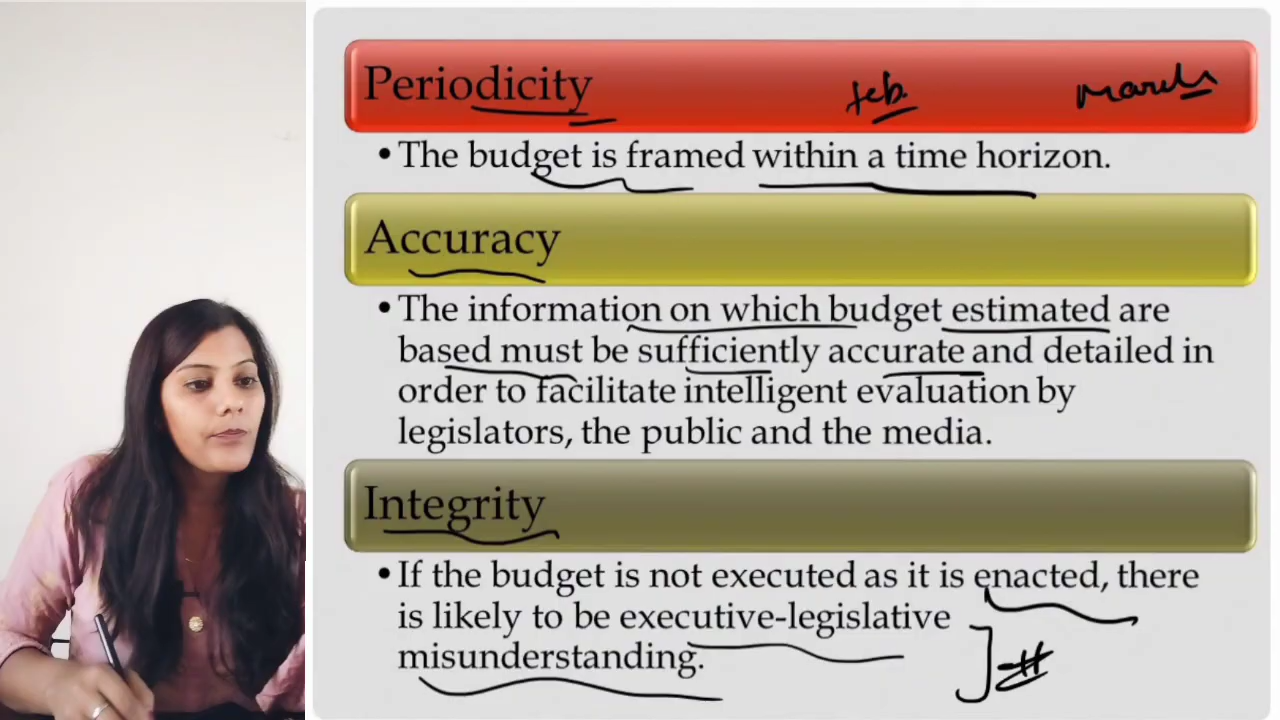 Periodicity feb. March
• The budget is framed within a time horizon.
Accuracy
• The information on which budget estimated are
based must be sufficiently accurate and detailed in
order to facilitate intelligent evaluation by
legislators, the public and the media.
Integrity
• If the budget is not executed as it is enacted, there
is likely to be executive-legislative
misunderstanding.